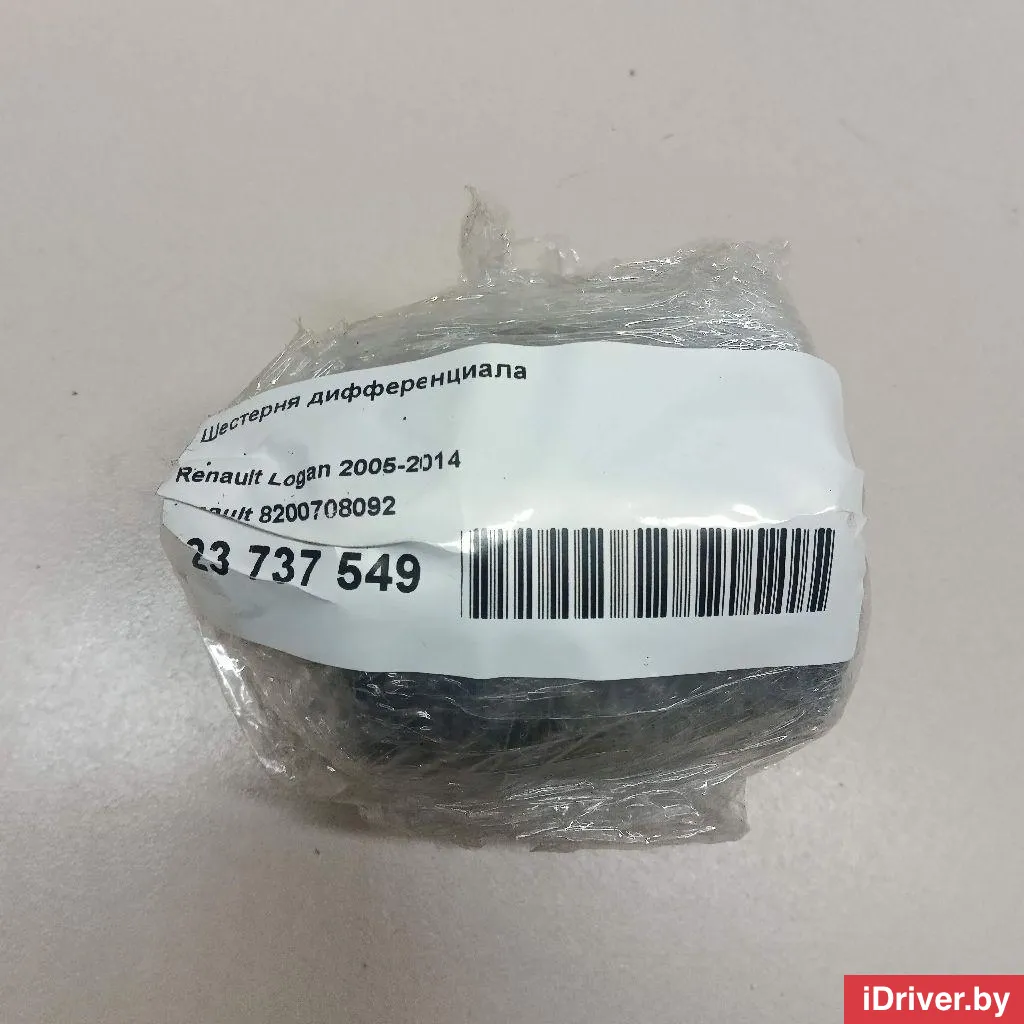 Шестерня дифференциала
Renault Logan 2005-2014
8200708092
23 737 549
iDriver.by